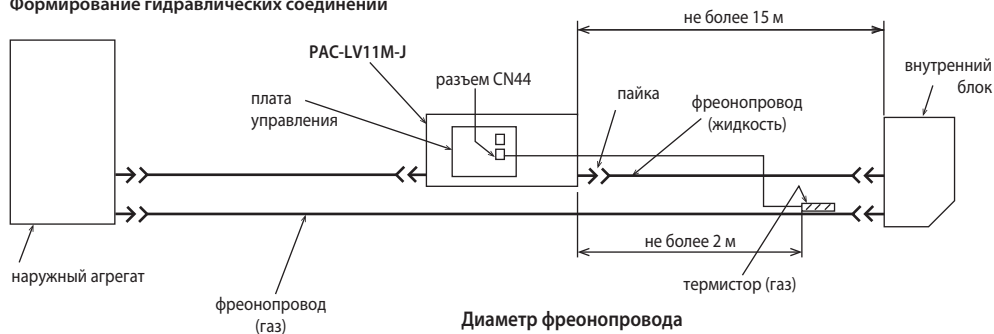 Формирование гидравлических соединений
не более 15 м
PAC-LV11M-J
разъем CN44
внутренний
блок
плата
управления
пайка
фреонопровод
(жидкость)
не более 2 м
наружный агрегат
термистор (газ)
фреонопровод
(газ)
Диаметр фреонопровода